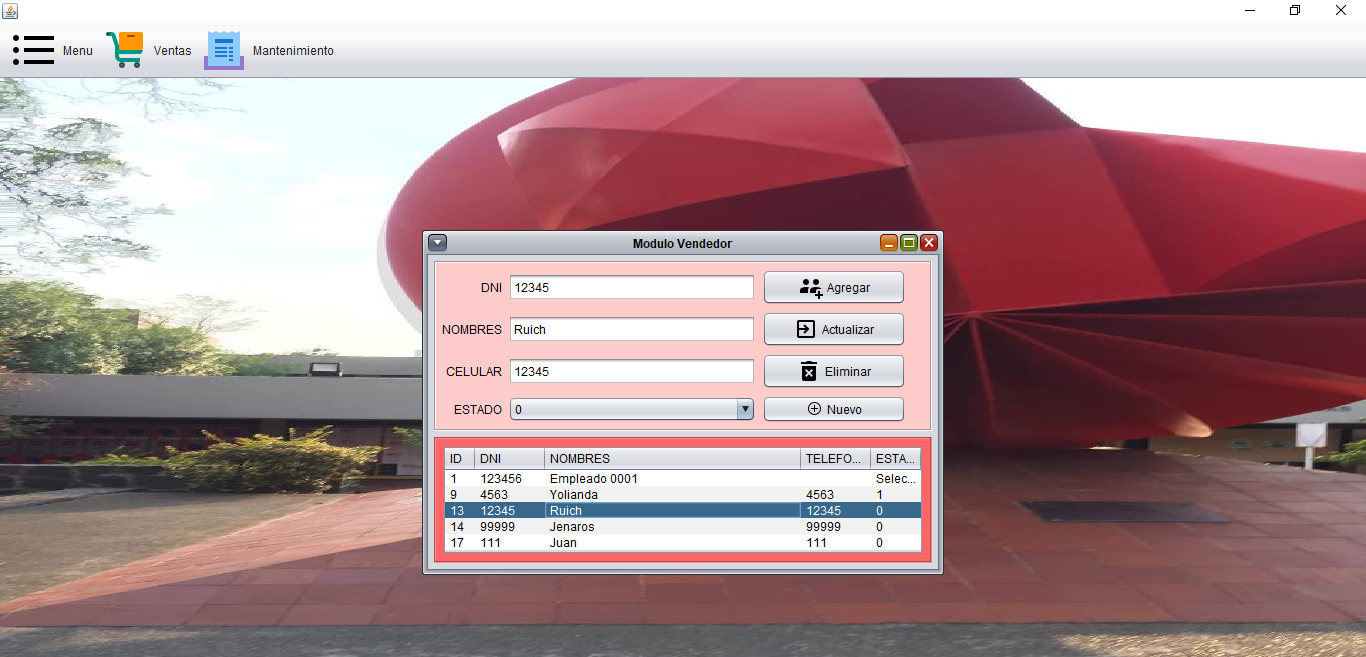 Menu Ventas Mantenimiento
Modulo Vendedor
DNI 12345 Agregar
NOMBRES Ruich Actualizar
CELULAR 12345 Eliminar
ESTADO 0 Nuevo
ID DNI NOMBRES TELEFO... ESTA...
1 123456 Empleado 0001 Selec...
9 4563 Yolianda 4563 1
13 12345 Ruich 12345 0
14 99999 Jenaros 99999 0
17 111 Juan 111 0